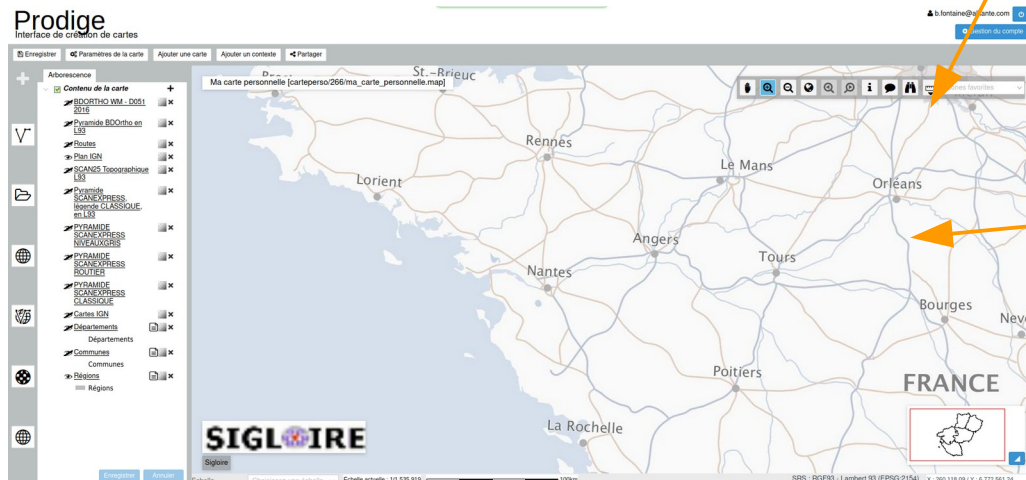 Prodige
Interface de création de cartes
Enregistrer Paramètres de la carte Ajouter une carte Ajouter un contexte Partager
Gestion du compte
Arborescence
Contenu de la carte
BDORTHO WM - D051
2016
Pyramide BDOrtho en
L93
Routes
Plan IGN
SCAN25 Topographique
L93
Pyramide
SCANEXPRESS,
légende CLASSIQUE,
en L93
PYRAMIDE
SCANEXPRESS
NIVEAUXGRIS
PYRAMIDE
SCANEXPRESS
ROUTIER
PYRAMIDE
SCANEXPRESS
CLASSIQUE
Cartes IGN
Départements
Départements
Communes
Communes
Régions
Régions
Enregistrer Annuler
Ma carte personnelle [carteperso/266/ma_carte_personnelle.map]
St.-Brieuc
Rennes
Le Mans
Lorient
Orléans
Angers
Tours
Nantes
Bourges
Nev
Poitiers
FRANCE
La Rochelle
SIGLOIRE
Sigloire
Echelle
Echelle actuelle : 1/1 535 919
100km
SRS : RGF93 - Lambert 93 (EPSG:2154)